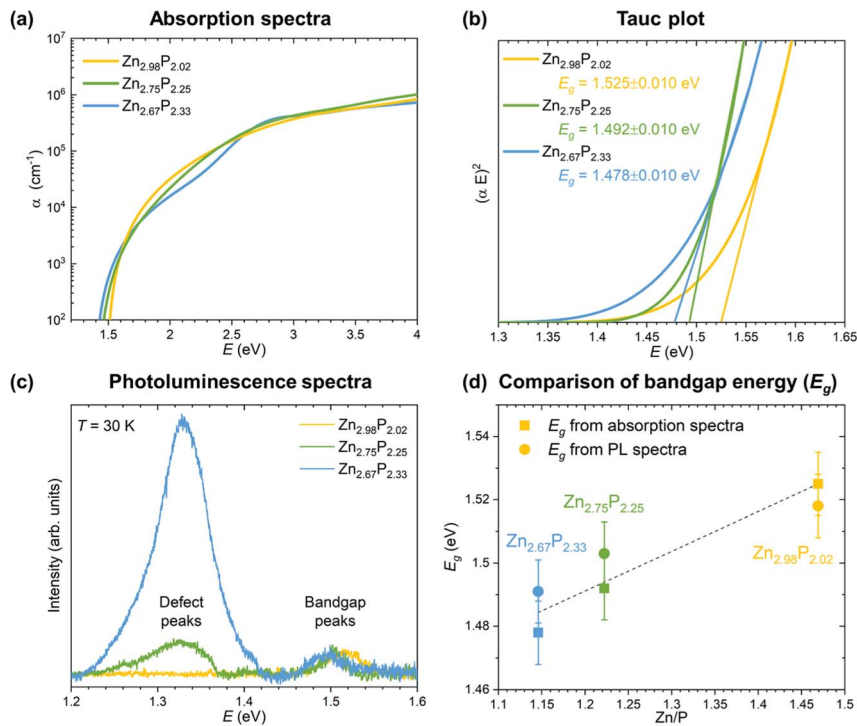 (a) Absorption spectra
10^7
10^6
10^5
10^4
10^3
10^2
α (cm^-1)
Zn2.98P2.02
Zn2.75P2.25
Zn2.67P2.33
1.5 2 2.5 3 3.5 4
E (eV)
(b) Tauc plot
(α E)^2
Zn2.98P2.02
Eg = 1.525±0.010 eV
Zn2.75P2.25
Eg = 1.492±0.010 eV
Zn2.67P2.33
Eg = 1.478±0.010 eV
1.3 1.35 1.4 1.45 1.5 1.55 1.6 1.65
E (eV)
(c) Photoluminescence spectra
Intensity (arb. units)
T = 30 K
Zn2.98P2.02
Zn2.75P2.25
Zn2.67P2.33
Defect
peaks
Bandgap
peaks
1.2 1.3 1.4 1.5 1.6
E (eV)
(d) Comparison of bandgap energy (Eg)
Eg (eV)
1.54
1.52
1.5
1.48
1.46
Eg from absorption spectra
Eg from PL spectra
Zn2.75P2.25
Zn2.67P2.33
Zn2.98P2.02
1.1 1.15 1.2 1.25 1.3 1.35 1.4 1.45 1.5
Zn/P